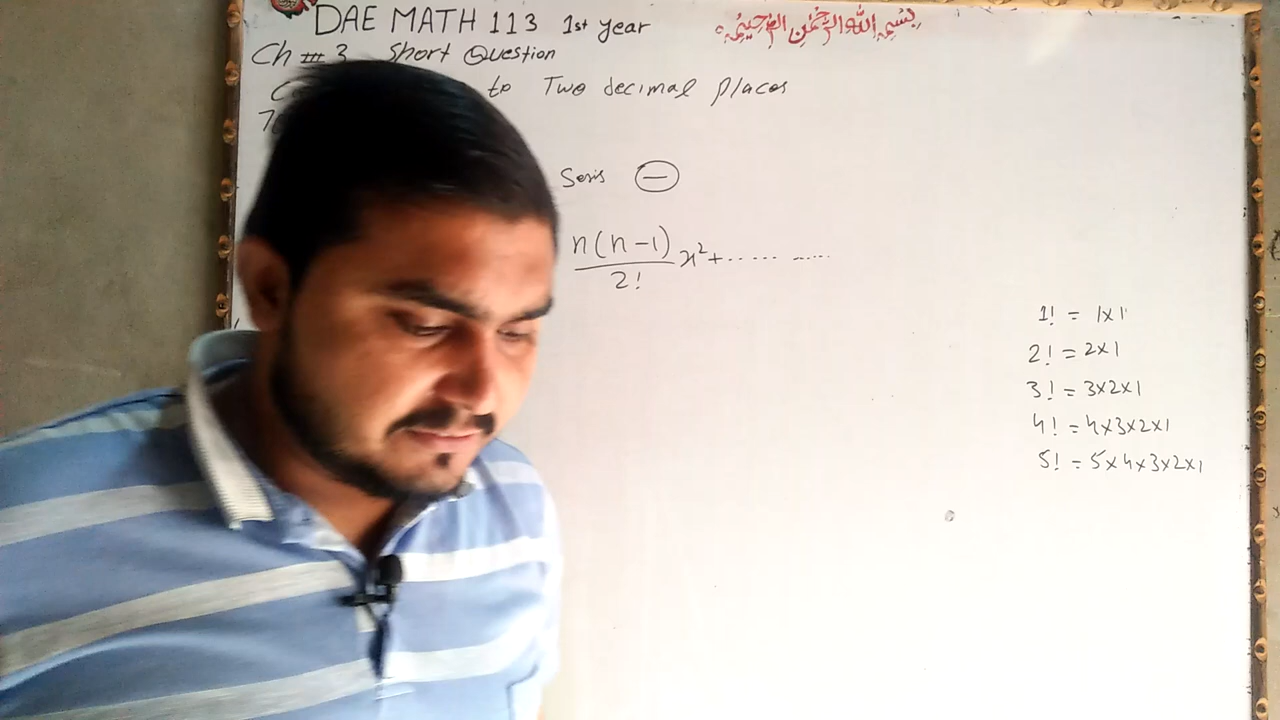 DAE MATH 113 1st year
بسم الله الرحمن الرحيم
Ch # 3 Short Question
to Two decimal places
Seris −
n(n-1)/2! x²+...... ......
1! = 1x1
2! = 2x1
3! = 3x2x1
4! = 4x3x2x1
5! = 5x4x3x2x1